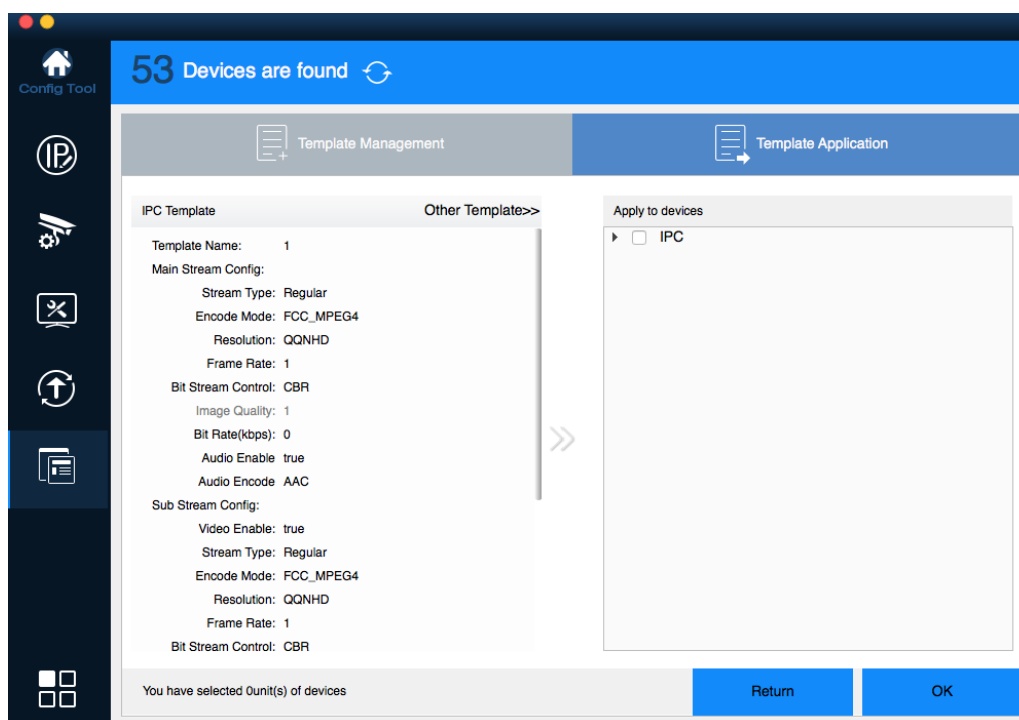 Config Tool
53 Devices are found
IP
Template Management
Template Application
IPC Template
Other Template>>
Template Name: 1
Main Stream Config:
Stream Type: Regular
Encode Mode: FCC_MPEG4
Resolution: QQNHD
Frame Rate: 1
Bit Stream Control: CBR
Image Quality: 1
Bit Rate(kbps): 0
Audio Enable true
Audio Encode AAC
Sub Stream Config:
Video Enable: true
Stream Type: Regular
Encode Mode: FCC_MPEG4
Resolution: QQNHD
Frame Rate: 1
Bit Stream Control: CBR
Apply to devices
IPC
You have selected 0unit(s) of devices
Return
OK